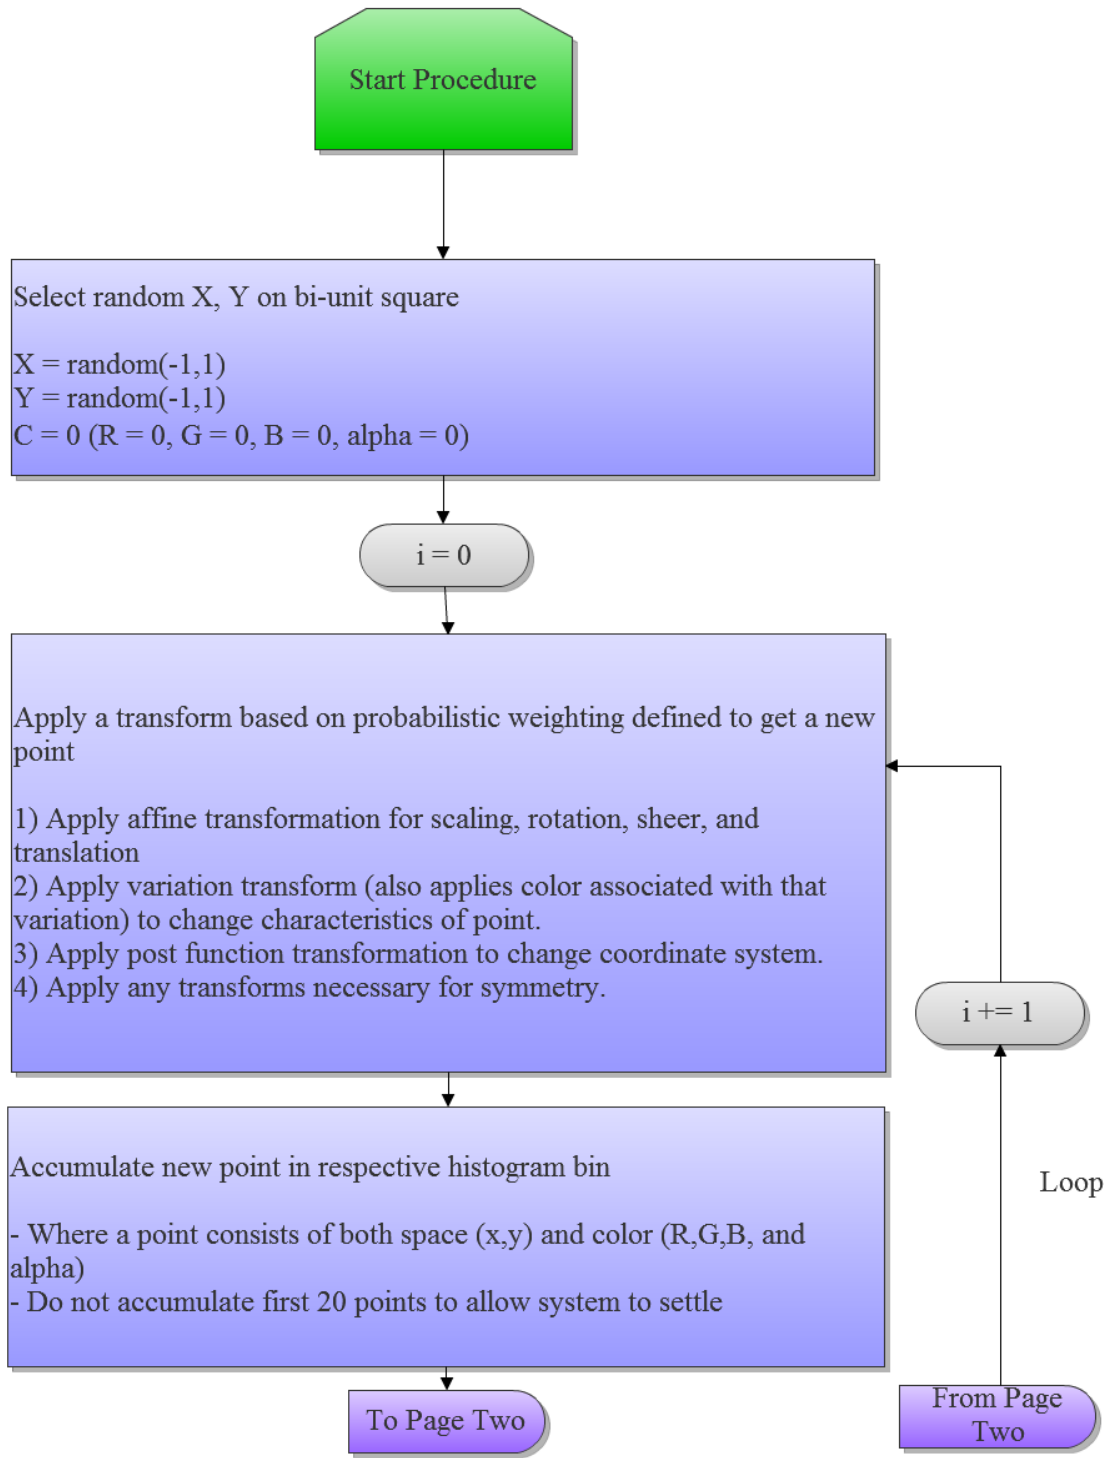 Start Procedure
Select random X, Y on bi-unit square
X = random(-1,1)
Y = random(-1,1)
C = 0 (R = 0, G = 0, B = 0, alpha = 0)
i = 0
Apply a transform based on probabilistic weighting defined to get a new
point
1) Apply affine transformation for scaling, rotation, sheer, and
translation
2) Apply variation transform (also applies color associated with that
variation) to change characteristics of point.
3) Apply post function transformation to change coordinate system.
4) Apply any transforms necessary for symmetry.
i += 1
Accumulate new point in respective histogram bin
- Where a point consists of both space (x,y) and color (R,G,B, and
alpha)
- Do not accumulate first 20 points to allow system to settle
Loop
To Page Two
From Page
Two